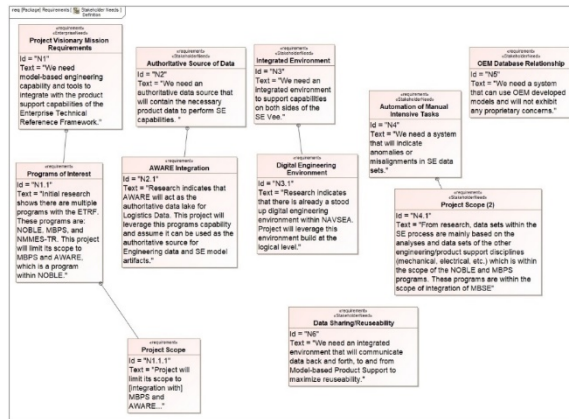 req [Package] Requirements [ Stakeholder Needs ]
Definition
«requirement»
«EnterpriseNeed»
Project Visionary Mission
Requirements
Id = "N1"
Text = "We need
model-based engineering
capability and tools to
integrate with the product
support capabilities of the
Enterprise Technical
Referenece Framework."
«requirement»
«StakeholderNeed»
Authoritative Source of Data
Id = "N2"
Text = "We need an
authoritative data source that
will contain the necessary
product data to perform SE
capabilities."
«requirement»
«StakeholderNeed»
Integrated Environment
Id = "N3"
Text = "We need an
integrated environment
to support capabilities
on both sides of the
SE Vee."
«requirement»
«StakeholderNeed»
Automation of Manual
Intensive Tasks
Id = "N4"
Text = "We need a system
that will indicate
anomalies or
misalignments in SE data
sets."
«requirement»
«StakeholderNeed»
OEM Database Relationship
Id = "N5"
Text = "We need a system
that can use OEM developed
models and will not exhibit
any proprietary concerns.
«requirement»
Programs of Interest
Id = "N1.1"
Text = "Initial research
shows there are multiple
programs with the ETRF.
These programs are:
NOBLE, MBPS, and
NMMES-TR. This project
will limit its scope to
MBPS and AWARE,
which is a program
within NOBLE."
«requirement»
AWARE Integration
Id = "N2.1"
Text = "Research indicates
that AWARE will act as the
authoritative data lake for
Logistics Data. This project will
leverage this programs capability
and assume it can be used as the
authoritative source for
Engineering data and SE model
artifacts."
«requirement»
Digital Engineering
Environment
Id = "N3.1"
Text = "Research indicates
that there is already a stood
up digital engineering
environment within NAVSEA.
Project will leverage this
environment build at the
logical level."
«requirement»
«StakeholderNeed»
Project Scope (2)
Id = "N4.1"
Text = "From research, data sets within the
SE process are mainly based on the
analyses and data sets of the other
engineering/product support disciplines
(mechanical, electrical, etc.) which is within
the scope of the NOBLE and MBPS
programs. These programs are within the
scope of integration of MBSE"
«requirement»
Project Scope
Id = "N1.1.1"
Text = "Project will
limit its scope to
[Integration with]
MBPS and
AWARE..."
«requirement»
«StakeholderNeed»
Data Sharing/Reuseability
Id = "N6"
Text = "We need an integrated
environment that will communicate
data back and forth, to and from
Model-based Product Support to
maximize reuseability."